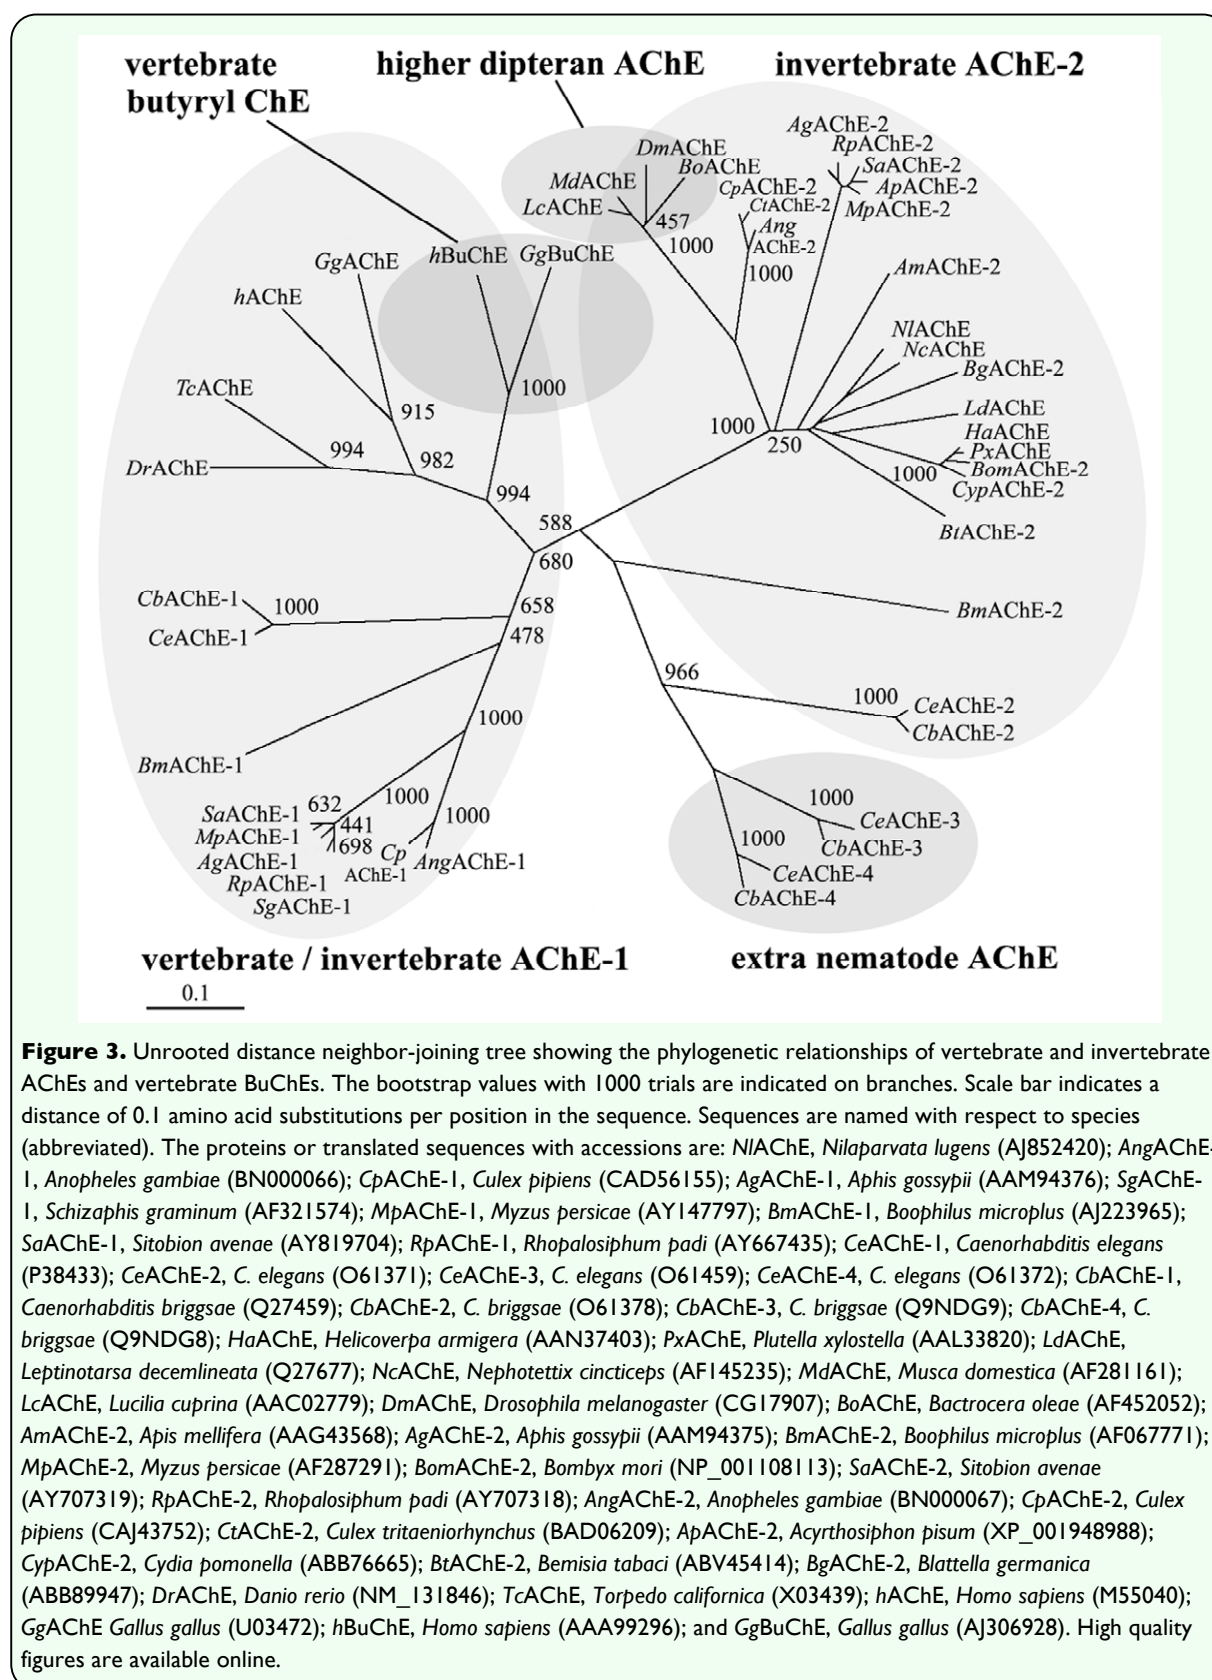 vertebrate
butyryl ChE
higher dipteran AChE
invertebrate AChE-2
AgAChE-2
RpAChE-2
SaAChE-2
ApAChE-2
MpAChE-2
DmAChE
BoAChE
MdAChE
LcAChE
457
1000
CpAChE-2
CtAChE-2
Ang
AChE-2
1000
AmAChE-2
NlAChE
NcAChE
BgAChE-2
LdAChE
HaAChE
PxAChE
BomAChE-2
CypAChE-2
1000
BtAChE-2
1000
250
hBuChE
GgBuChE
1000
GgAChE
hAChE
915
TcAChE
994
982
DrAChE
994
588
680
CbAChE-1
1000
CeAChE-1
658
478
BmAChE-2
966
1000
CeAChE-2
CbAChE-2
BmAChE-1
1000
SaAChE-1
632
1000
MpAChE-1
441
1000
AgAChE-1
698
Cp
AChE-1
AngAChE-1
RpAChE-1
SgAChE-1
1000
CeAChE-3
CbAChE-3
1000
CeAChE-4
CbAChE-4
vertebrate / invertebrate AChE-1
extra nematode AChE
0.1
Figure 3. Unrooted distance neighbor-joining tree showing the phylogenetic relationships of vertebrate and invertebrate
AChEs and vertebrate BuChEs. The bootstrap values with 1000 trials are indicated on branches. Scale bar indicates a
distance of 0.1 amino acid substitutions per position in the sequence. Sequences are named with respect to species
(abbreviated). The proteins or translated sequences with accessions are: NlAChE, Nilaparvata lugens (AJ852420); AngAChE-
1, Anopheles gambiae (BN000066); CpAChE-1, Culex pipiens (CAD56155); AgAChE-1, Aphis gossypii (AAM94376); SgAChE-
1, Schizaphis graminum (AF321574); MpAChE-1, Myzus persicae (AY147797); BmAChE-1, Boophilus microplus (AJ223965);
SaAChE-1, Sitobion avenae (AY819704); RpAChE-1, Rhopalosiphum padi (AY667435); CeAChE-1, Caenorhabditis elegans
(P38433); CeAChE-2, C. elegans (O61371); CeAChE-3, C. elegans (O61459); CeAChE-4, C. elegans (O61372); CbAChE-1,
Caenorhabditis briggsae (Q27459); CbAChE-2, C. briggsae (O61378); CbAChE-3, C. briggsae (Q9NDG9); CbAChE-4, C.
briggsae (Q9NDG8); HaAChE, Helicoverpa armigera (AAN37403); PxAChE, Plutella xylostella (AAL33820); LdAChE,
Leptinotarsa decemlineata (Q27677); NcAChE, Nephotettix cincticeps (AF145235); MdAChE, Musca domestica (AF281161);
LcAChE, Lucilia cuprina (AAC02779); DmAChE, Drosophila melanogaster (CG17907); BoAChE, Bactrocera oleae (AF452052);
AmAChE-2, Apis mellifera (AAG43568); AgAChE-2, Aphis gossypii (AAM94375); BmAChE-2, Boophilus microplus (AF067771);
MpAChE-2, Myzus persicae (AF287291); BomAChE-2, Bombyx mori (NP_001108113); SaAChE-2, Sitobion avenae
(AY707319); RpAChE-2, Rhopalosiphum padi (AY707318); AngAChE-2, Anopheles gambiae (BN000067); CpAChE-2, Culex
pipiens (CAJ43752); CtAChE-2, Culex tritaeniorhynchus (BAD06209); ApAChE-2, Acyrthosiphon pisum (XP_001948988);
CypAChE-2, Cydia pomonella (ABB76665); BtAChE-2, Bemisia tabaci (ABV45414); BgAChE-2, Blattella germanica
(ABB89947); DrAChE, Danio rerio (NM_131846); TcAChE, Torpedo californica (X03439); hAChE, Homo sapiens (M55040);
GgAChE Gallus gallus (U03472); hBuChE, Homo sapiens (AAA99296); and GgBuChE, Gallus gallus (AJ306928). High quality
figures are available online.